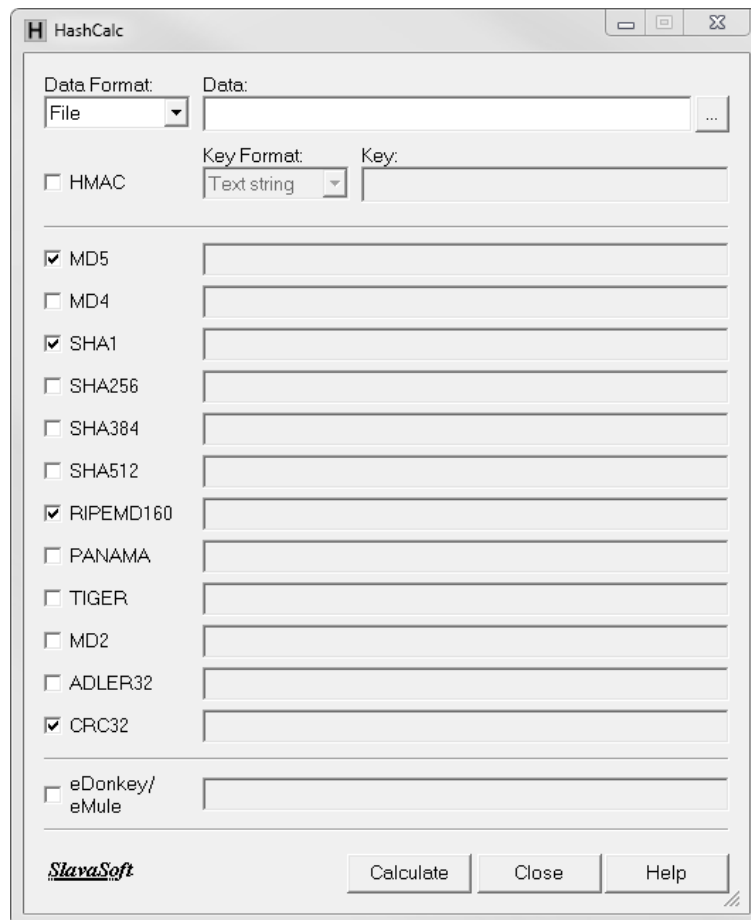 H HashCalc
Data Format: Data:
File ...
Key Format: Key:
HMAC Text string
MD5
MD4
SHA1
SHA256
SHA384
SHA512
RIPEMD160
PANAMA
TIGER
MD2
ADLER32
CRC32
eDonkey/
eMule
SlavaSoft Calculate Close Help